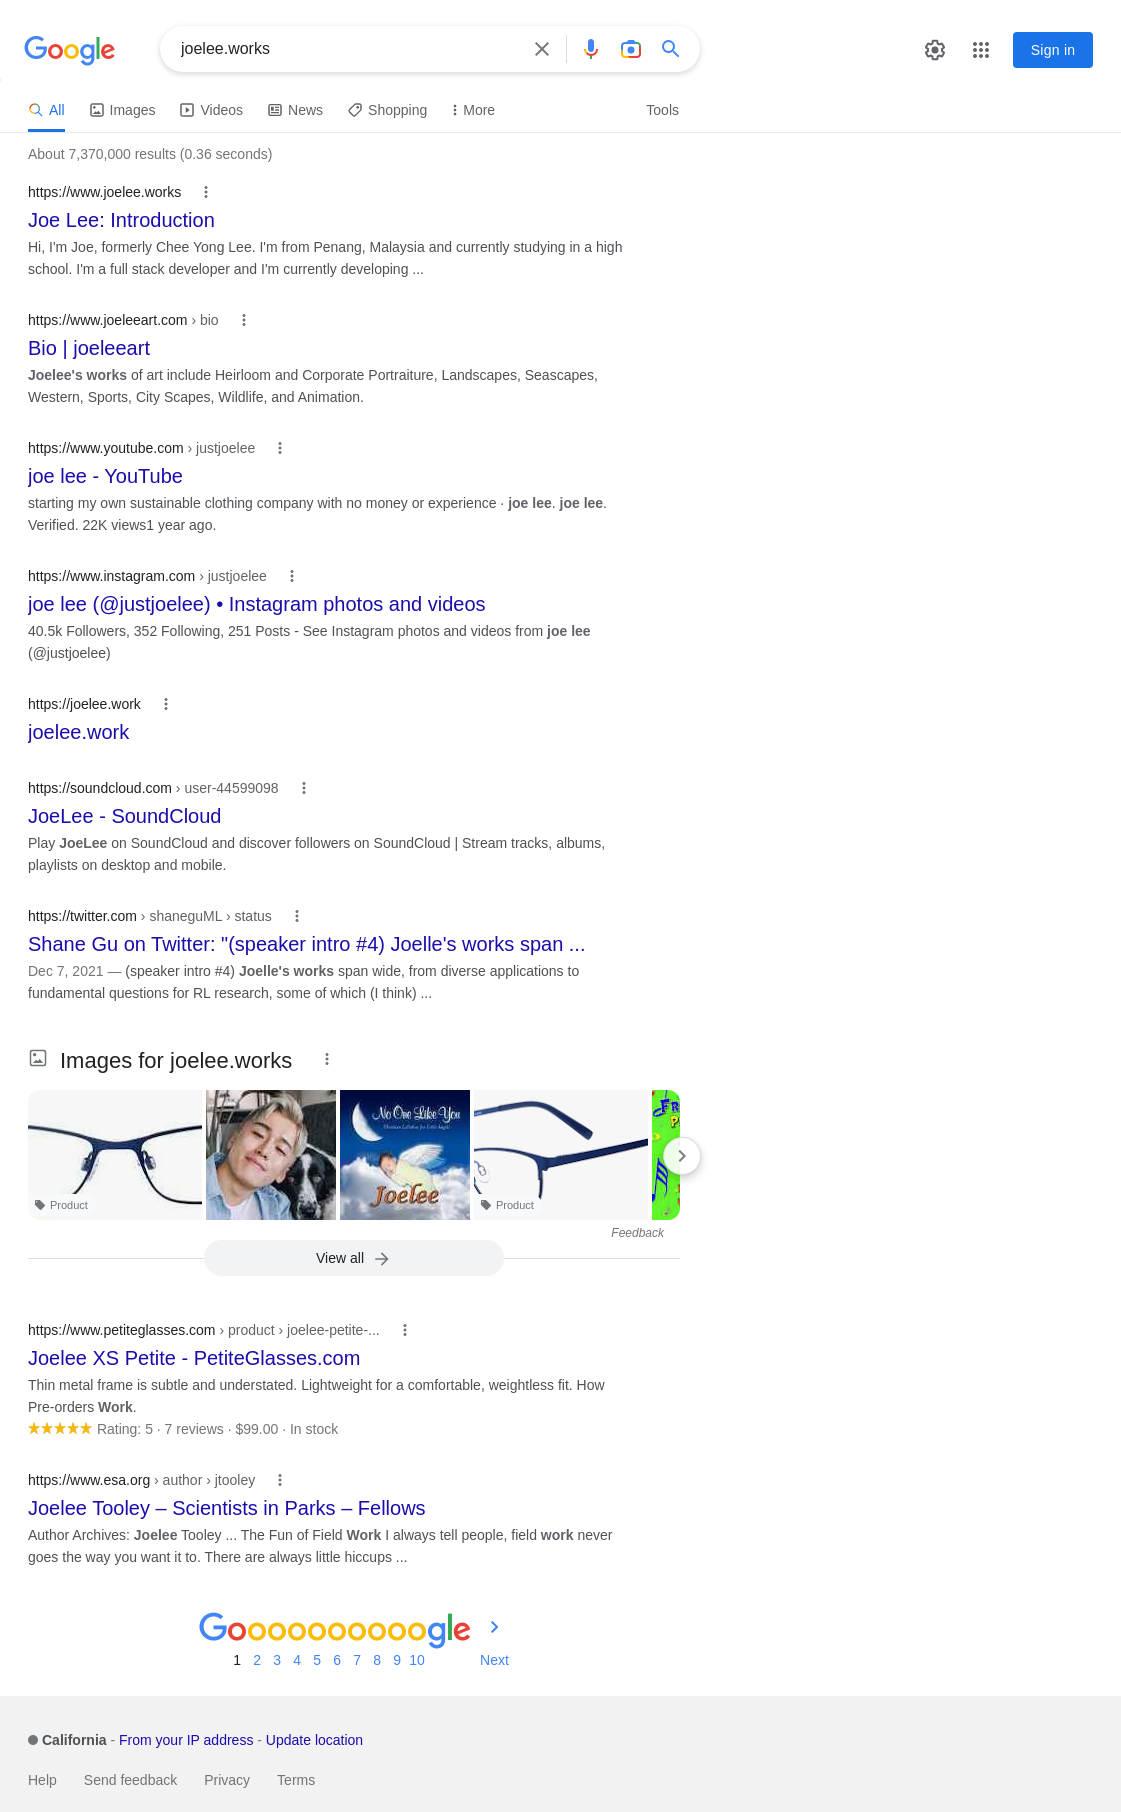 Google
joelee.works
Sign in
All Images Videos News Shopping More Tools
About 7,370,000 results (0.36 seconds)
https://www.joelee.works
Joe Lee: Introduction
Hi, I'm Joe, formerly Chee Yong Lee. I'm from Penang, Malaysia and currently studying in a high
school. I'm a full stack developer and I'm currently developing ...
https://www.joeleeart.com › bio
Bio | joeleeart
Joelee's works of art include Heirloom and Corporate Portraiture, Landscapes, Seascapes,
Western, Sports, City Scapes, Wildlife, and Animation.
https://www.youtube.com › justjoelee
joe lee - YouTube
starting my own sustainable clothing company with no money or experience · joe lee. joe lee.
Verified. 22K views1 year ago.
https://www.instagram.com › justjoelee
joe lee (@justjoelee) • Instagram photos and videos
40.5k Followers, 352 Following, 251 Posts - See Instagram photos and videos from joe lee
(@justjoelee)
https://joelee.work
joelee.work
https://soundcloud.com › user-44599098
JoeLee - SoundCloud
Play JoeLee on SoundCloud and discover followers on SoundCloud | Stream tracks, albums,
playlists on desktop and mobile.
https://twitter.com › shaneguML › status
Shane Gu on Twitter: "(speaker intro #4) Joelle's works span ...
Dec 7, 2021 — (speaker intro #4) Joelle's works span wide, from diverse applications to
fundamental questions for RL research, some of which (I think) ...
Images for joelee.works
No One Like You
Joelee
Product
Product
Feedback
View all
https://www.petiteglasses.com › product › joelee-petite-...
Joelee XS Petite - PetiteGlasses.com
Thin metal frame is subtle and understated. Lightweight for a comfortable, weightless fit. How
Pre-orders Work.
Rating: 5 · 7 reviews · $99.00 · In stock
https://www.esa.org › author › jtooley
Joelee Tooley – Scientists in Parks – Fellows
Author Archives: Joelee Tooley ... The Fun of Field Work I always tell people, field work never
goes the way you want it to. There are always little hiccups ...
Goooooooooogle
1 2 3 4 5 6 7 8 9 10 Next
California - From your IP address - Update location
Help Send feedback Privacy Terms